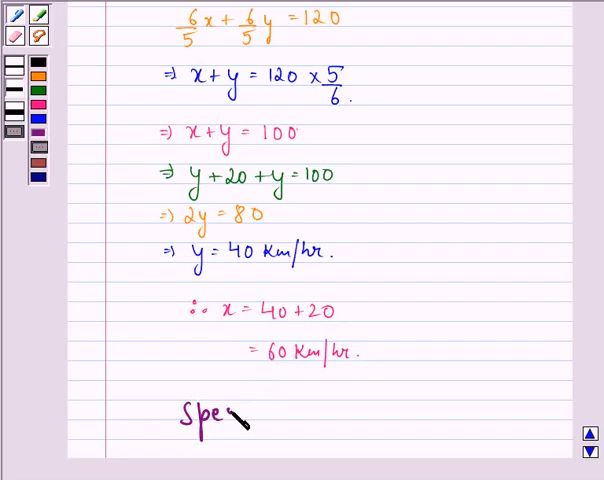 6/5 x + 6/5 y = 120
⇒ x + y = 120 × 5/6.
⇒ x + y = 100
⇒ y + 20 + y = 100
⇒ 2y = 80
⇒ y = 40 Km/hr.
∴ x = 40 + 20
= 60 Km/hr.
Spe